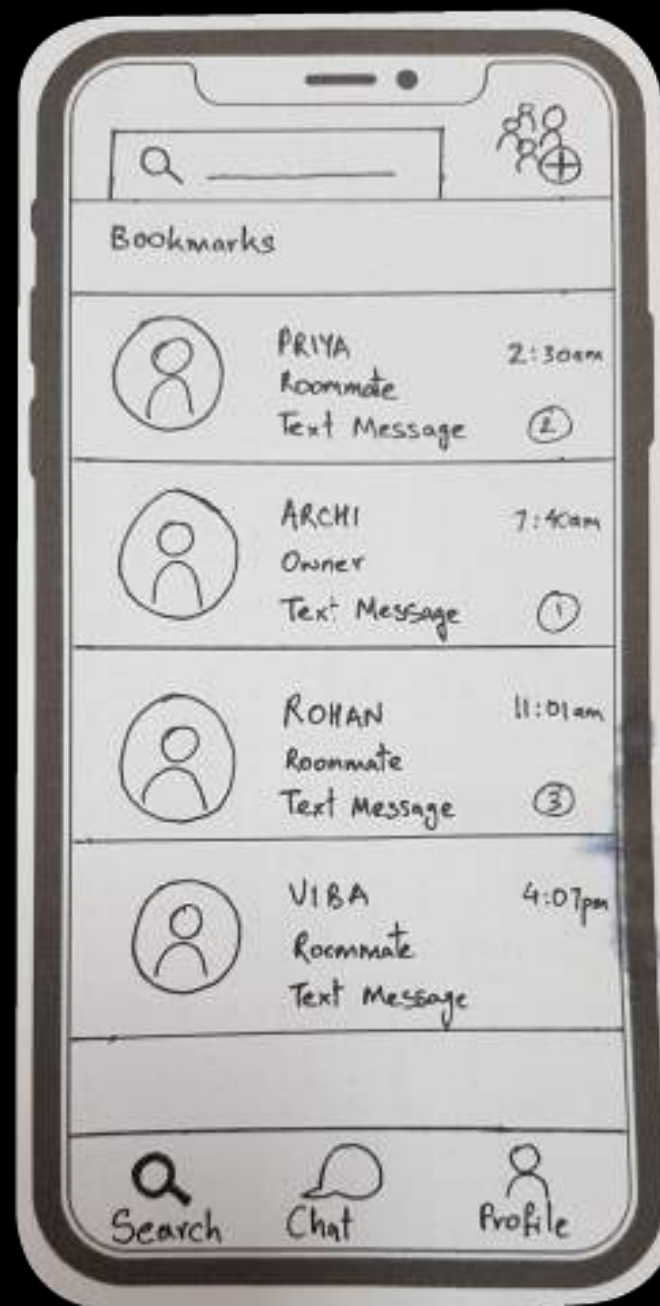 Bookmarks
PRIYA 2:30am
Roommate
Text Message 2
ARCHI 7:40am
Owner
Text Message 1
ROHAN 11:01am
Roommate
Text Message 3
VIBA 4:07pm
Roommate
Text Message
Search Chat Profile